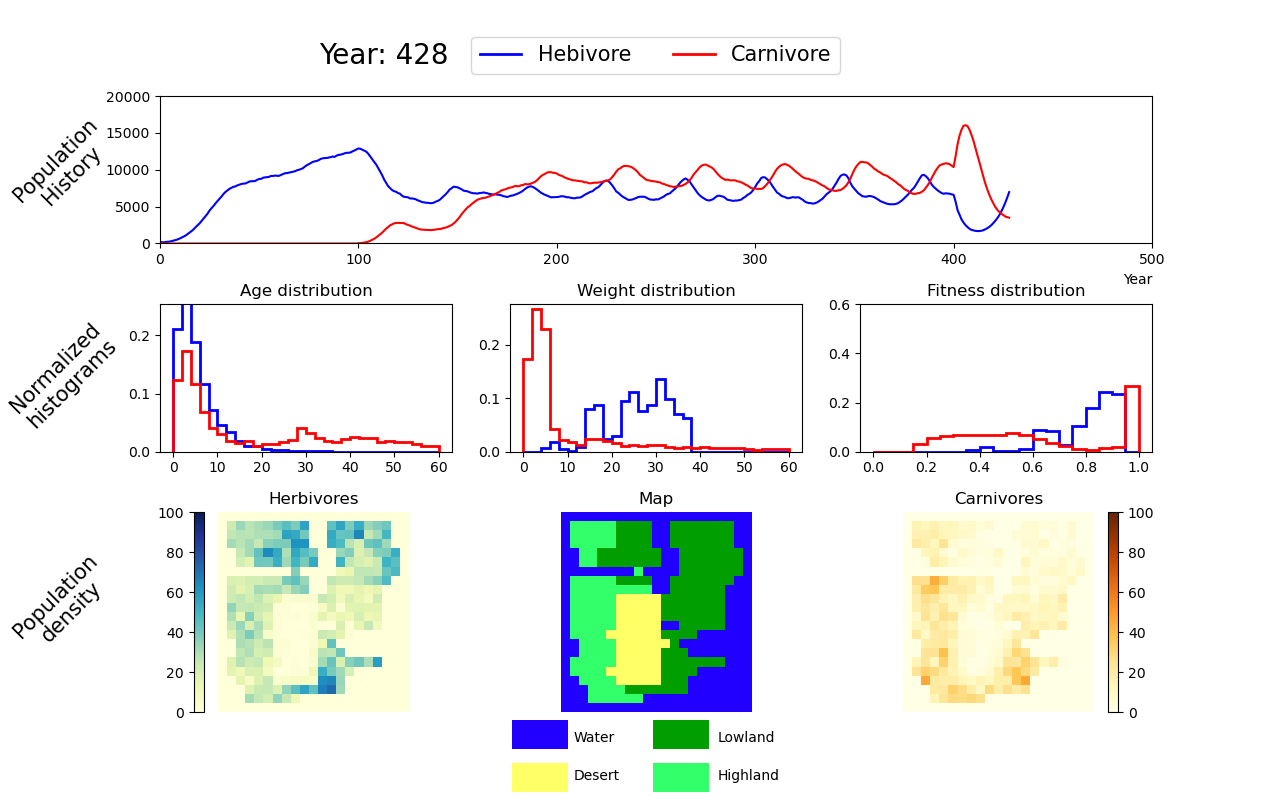 Year: 428
Hebivore
Carnivore
Population
History
20000
15000
10000
5000
0
0 100 200 300 400 500
Year
Normalized
histograms
Age distribution
0.2
0.1
0.0
0 10 20 30 40 50 60
Weight distribution
0.2
0.1
0.0
0 10 20 30 40 50 60
Fitness distribution
0.6
0.4
0.2
0.0
0.0 0.2 0.4 0.6 0.8 1.0
Population
density
Herbivores
100
80
60
40
20
0
Map
Carnivores
100
80
60
40
20
0
Water
Lowland
Desert
Highland